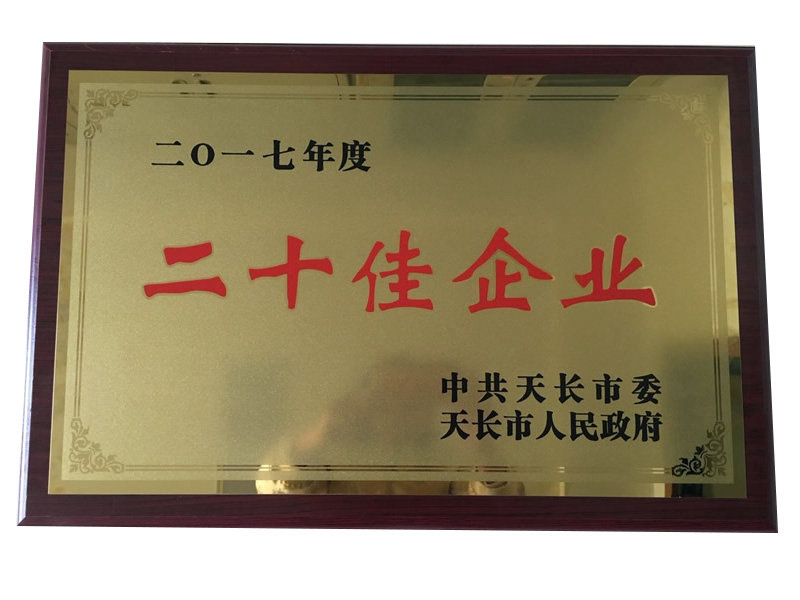 二O一七年度
二十佳企业
中共天长市委
天长市人民政府